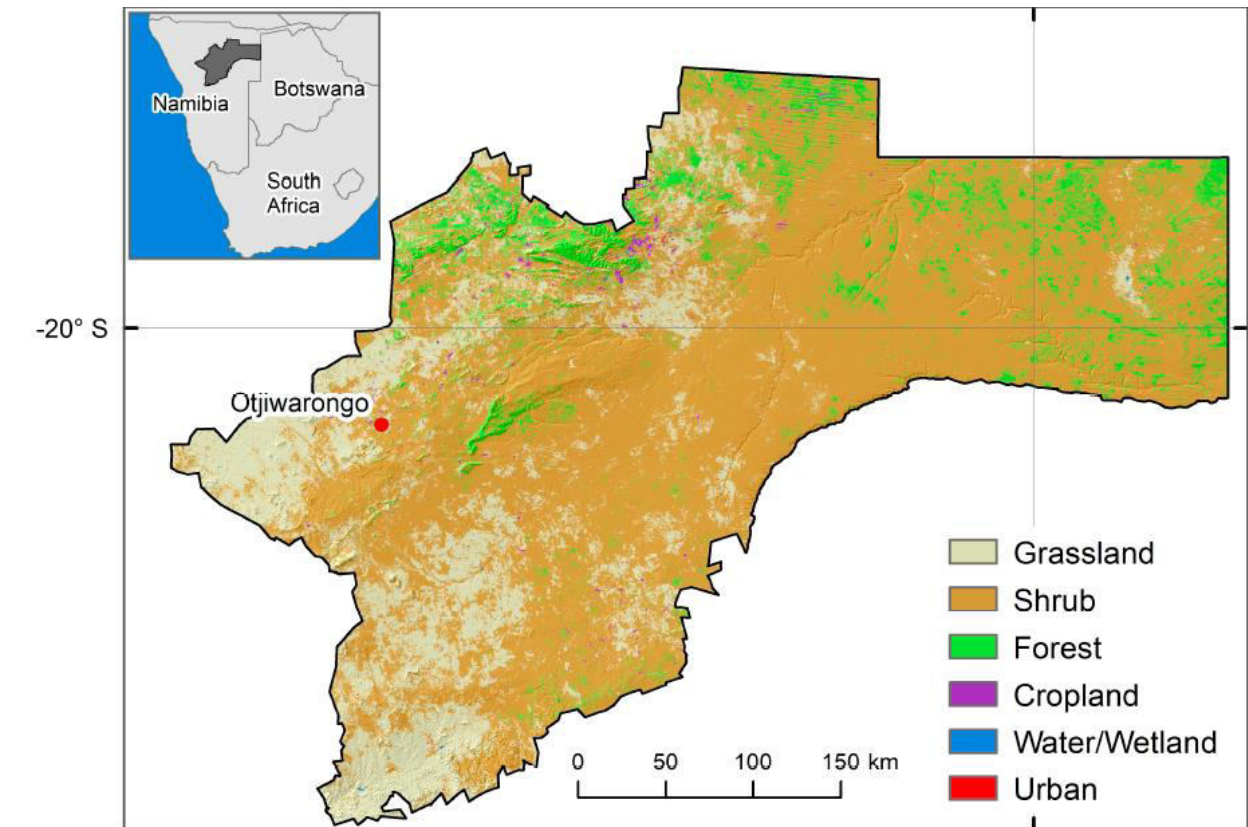 Namibia
Botswana
South
Africa
-20° S
Otjiwarongo
Grassland
Shrub
Forest
Cropland
Water/Wetland
Urban
0 50 100 150 km